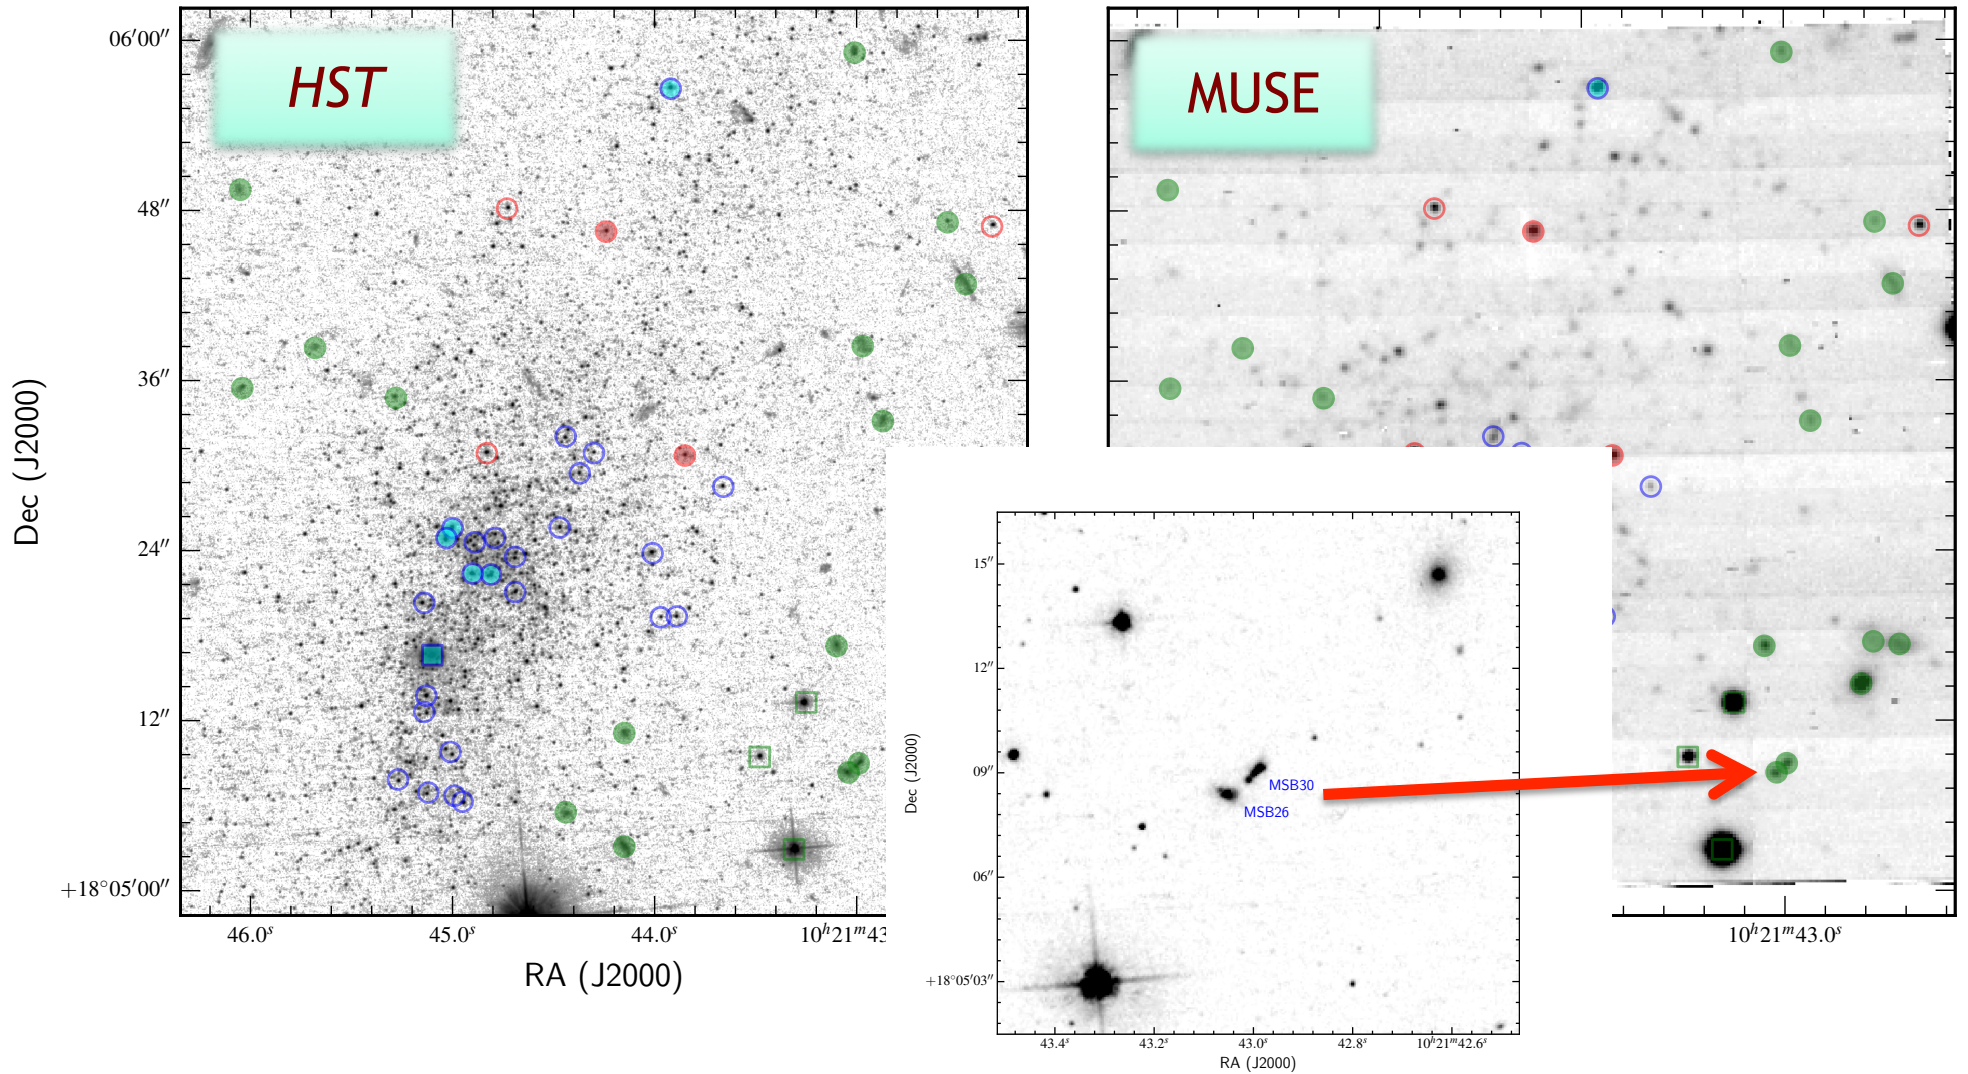 HST
MUSE
06′00″
48″
36″
24″
12″
+18°05′00″
Dec (J2000)
46.0ˢ
45.0ˢ
44.0ˢ
10ʰ21ᵐ43
RA (J2000)
10ʰ21ᵐ43.0ˢ
15″
12″
09″
06″
+18°05′03″
Dec (J2000)
MSB30
MSB26
43.4ˢ
43.2ˢ
43.0ˢ
42.8ˢ
10ʰ21ᵐ42.6ˢ
RA (J2000)